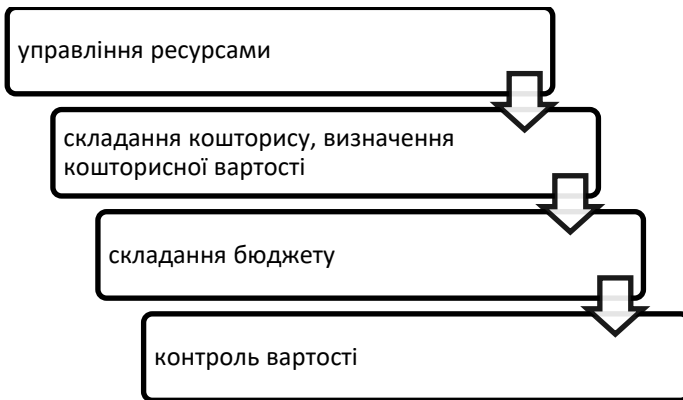 управління ресурсами
складання кошторису, визначення
кошторисної вартості
складання бюджету
контроль вартості